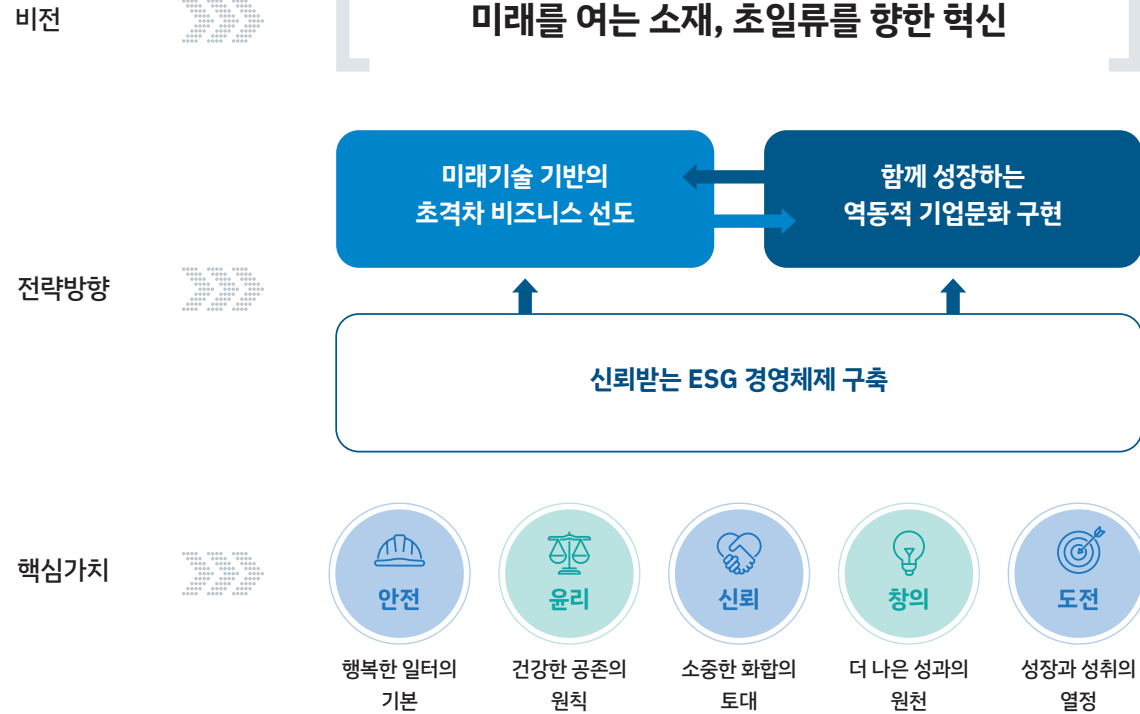 비전
미래를 여는 소재, 초일류를 향한 혁신
미래기술 기반의
초격차 비즈니스 선도
함께 성장하는
역동적 기업문화 구현
전략방향
신뢰받는 ESG 경영체제 구축
핵심가치
안전
윤리
신뢰
창의
도전
행복한 일터의
기본
건강한 공존의
원칙
소중한 화합의
토대
더 나은 성과의
원천
성장과 성취의
열정